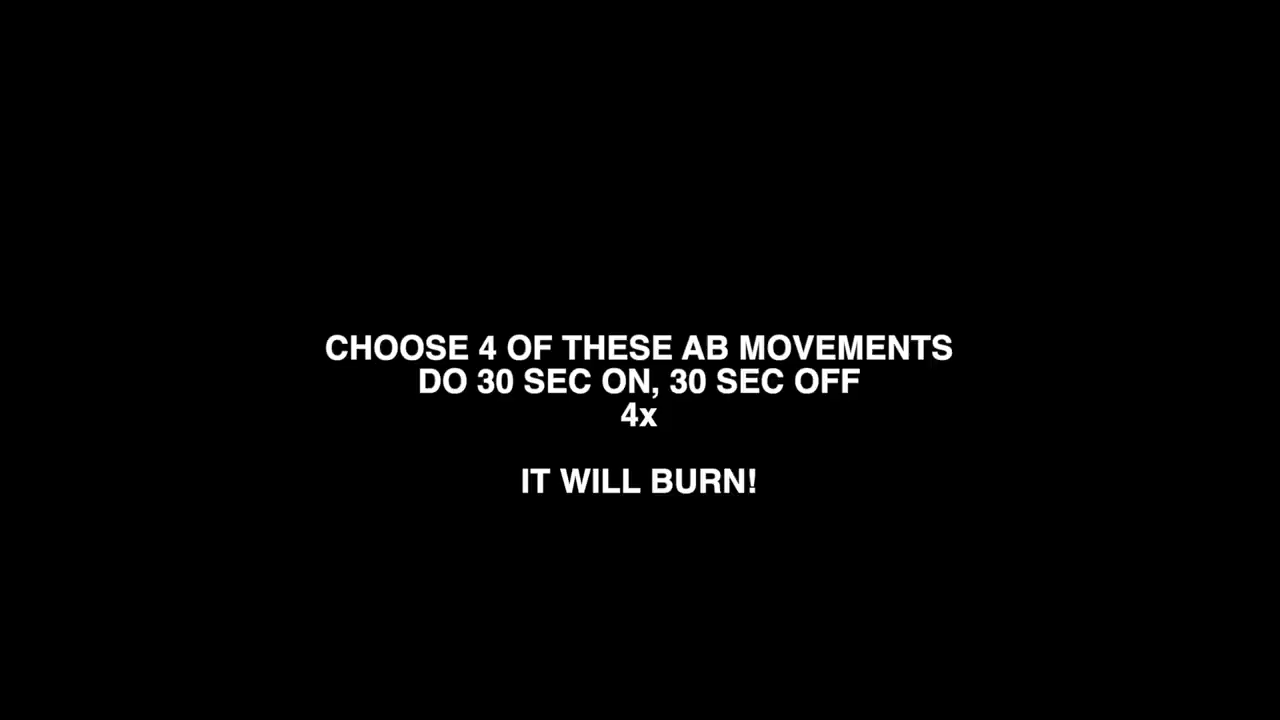 CHOOSE 4 OF THESE AB MOVEMENTS
DO 30 SEC ON, 30 SEC OFF
4x
IT WILL BURN!